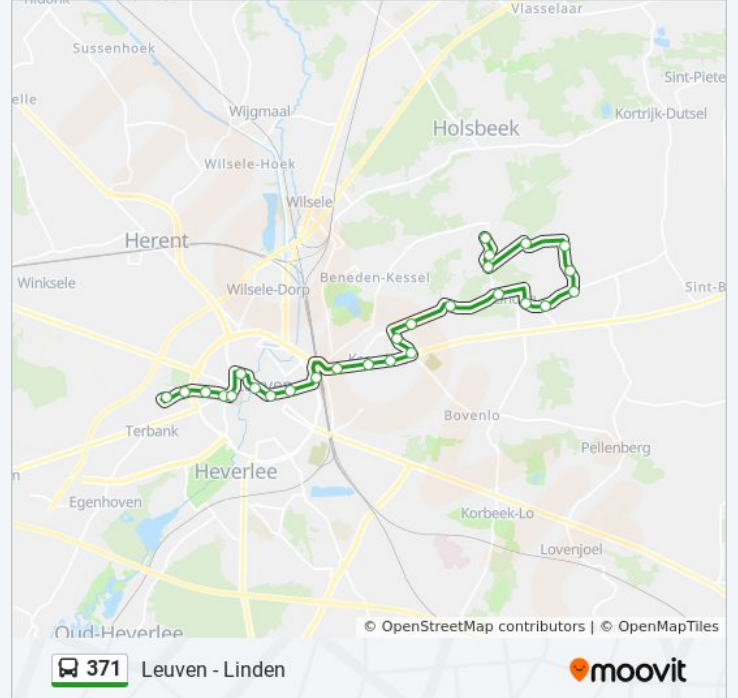 Vlasselaar
Sussenhoek
Sint-Piete
elle
Wijgmaal
Kortrijk-Dutsel
Holsbeek
Wilsele-Hoek
Wilsele
Herent
Beneden-Kessel
Winksele
Wilsele-Dorp
Sint-B
Bovenlo
Terbank
Pellenberg
Heverlee
Egenhoven
Korbeek-Lo
Lovenjoel
Oud-Heverlee
© OpenStreetMap contributors | © OpenMapTiles
371 Leuven - Linden
moovit